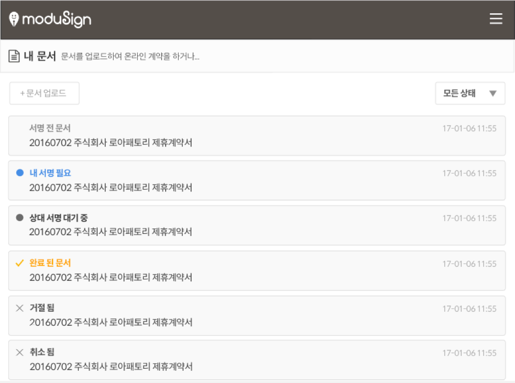 moduSign
내 문서 문서를 업로드하여 온라인 계약을 하거나...
+ 문서 업로드 모든 상태
서명 전 문서 17-01-06 11:55
20160702 주식회사 로아팩토리 제휴계약서
내 서명 필요 17-01-06 11:55
20160702 주식회사 로아팩토리 제휴계약서
상대 서명 대기 중 17-01-06 11:55
20160702 주식회사 로아팩토리 제휴계약서
완료 된 문서 17-01-06 11:55
20160702 주식회사 로아팩토리 제휴계약서
거절 됨 17-01-06 11:55
20160702 주식회사 로아팩토리 제휴계약서
취소 됨 17-01-06 11:55
20160702 주식회사 로아팩토리 제휴계약서